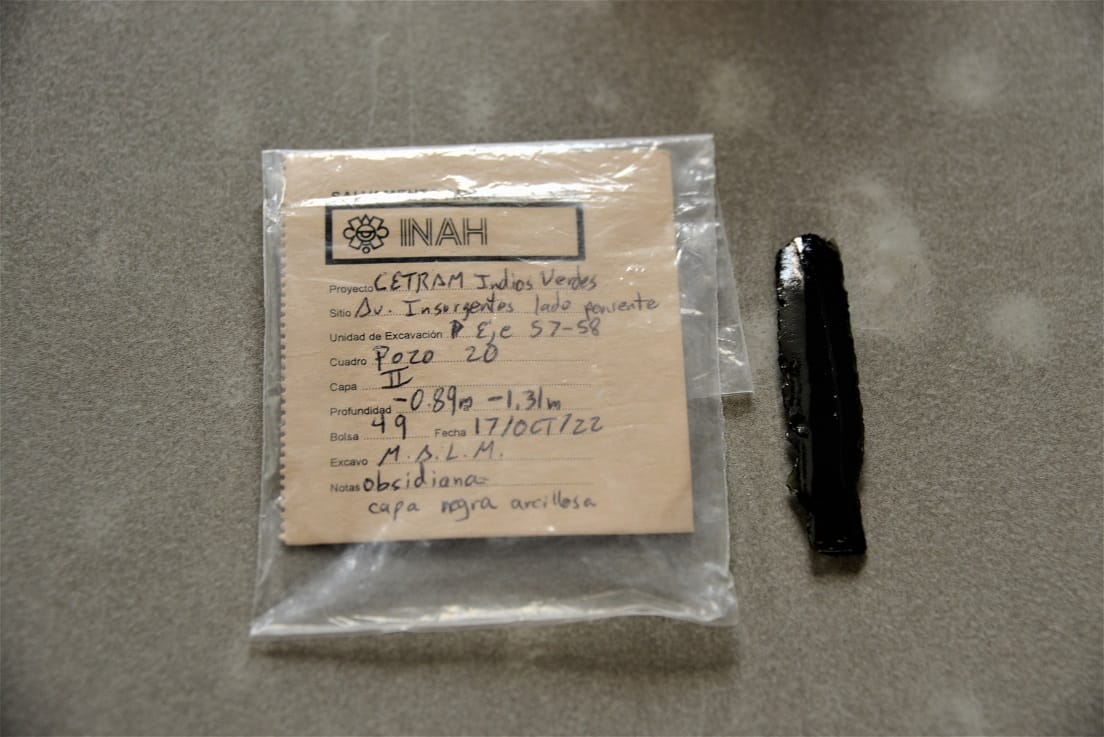 INAH
Proyecto CETRAM Indios Verdes
Sitio Av. Insurgentes lado poniente
Unidad de Excavación Eje 57-58
Cuadro Pozo 20
Capa II
Profundidad -0.89m -1.31m
Bolsa 49 Fecha 17/OCT/22
Excavo M.A.L.M.
Notas obsidiana
capa negra arcillosa